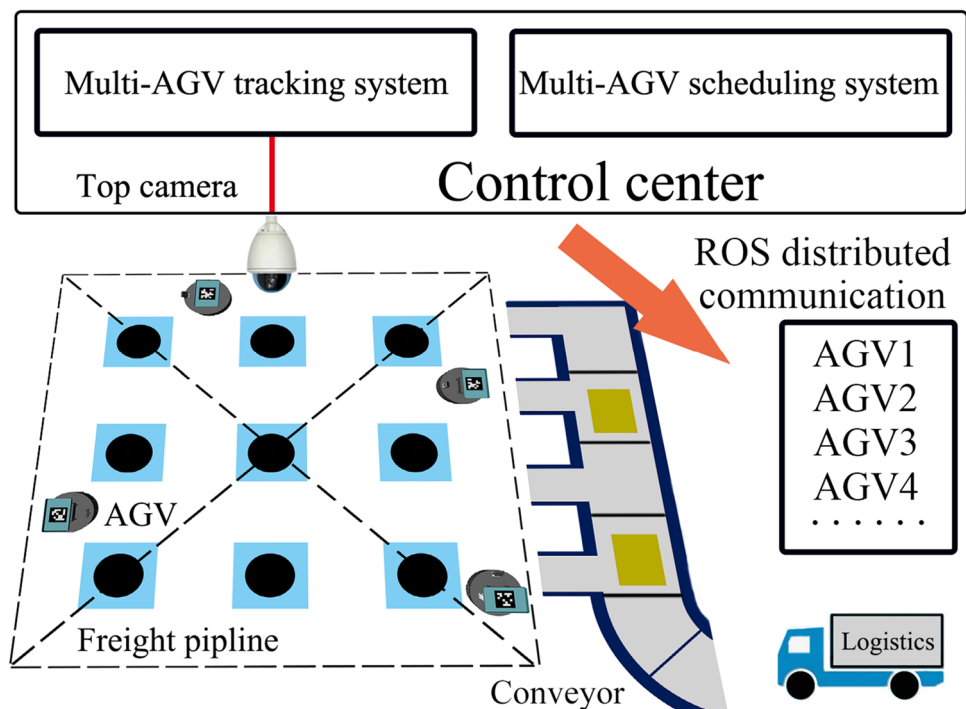 Multi-AGV tracking system
Multi-AGV scheduling system
Top camera
Control center
ROS distributed
communication
AGV1
AGV2
AGV3
AGV4
. . . . . .
AGV
Freight pipline
Conveyor
Logistics